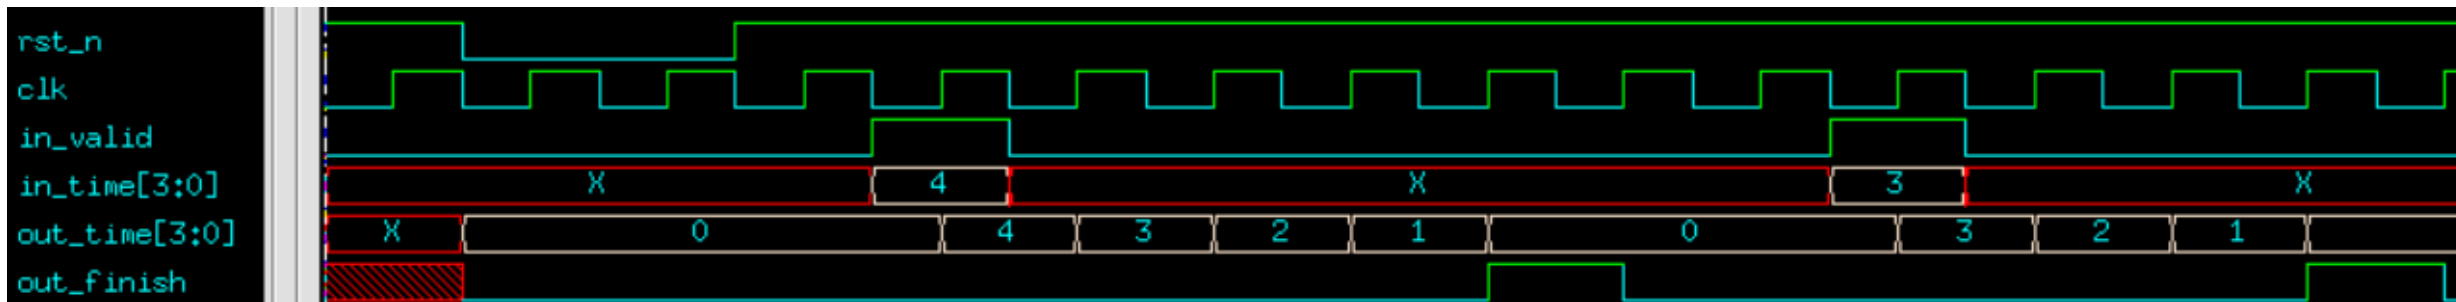 rst_n
clk
in_valid
in_time[3:0] X 4 X 3 X
out_time[3:0] X 0 4 3 2 1 0 3 2 1
out_finish